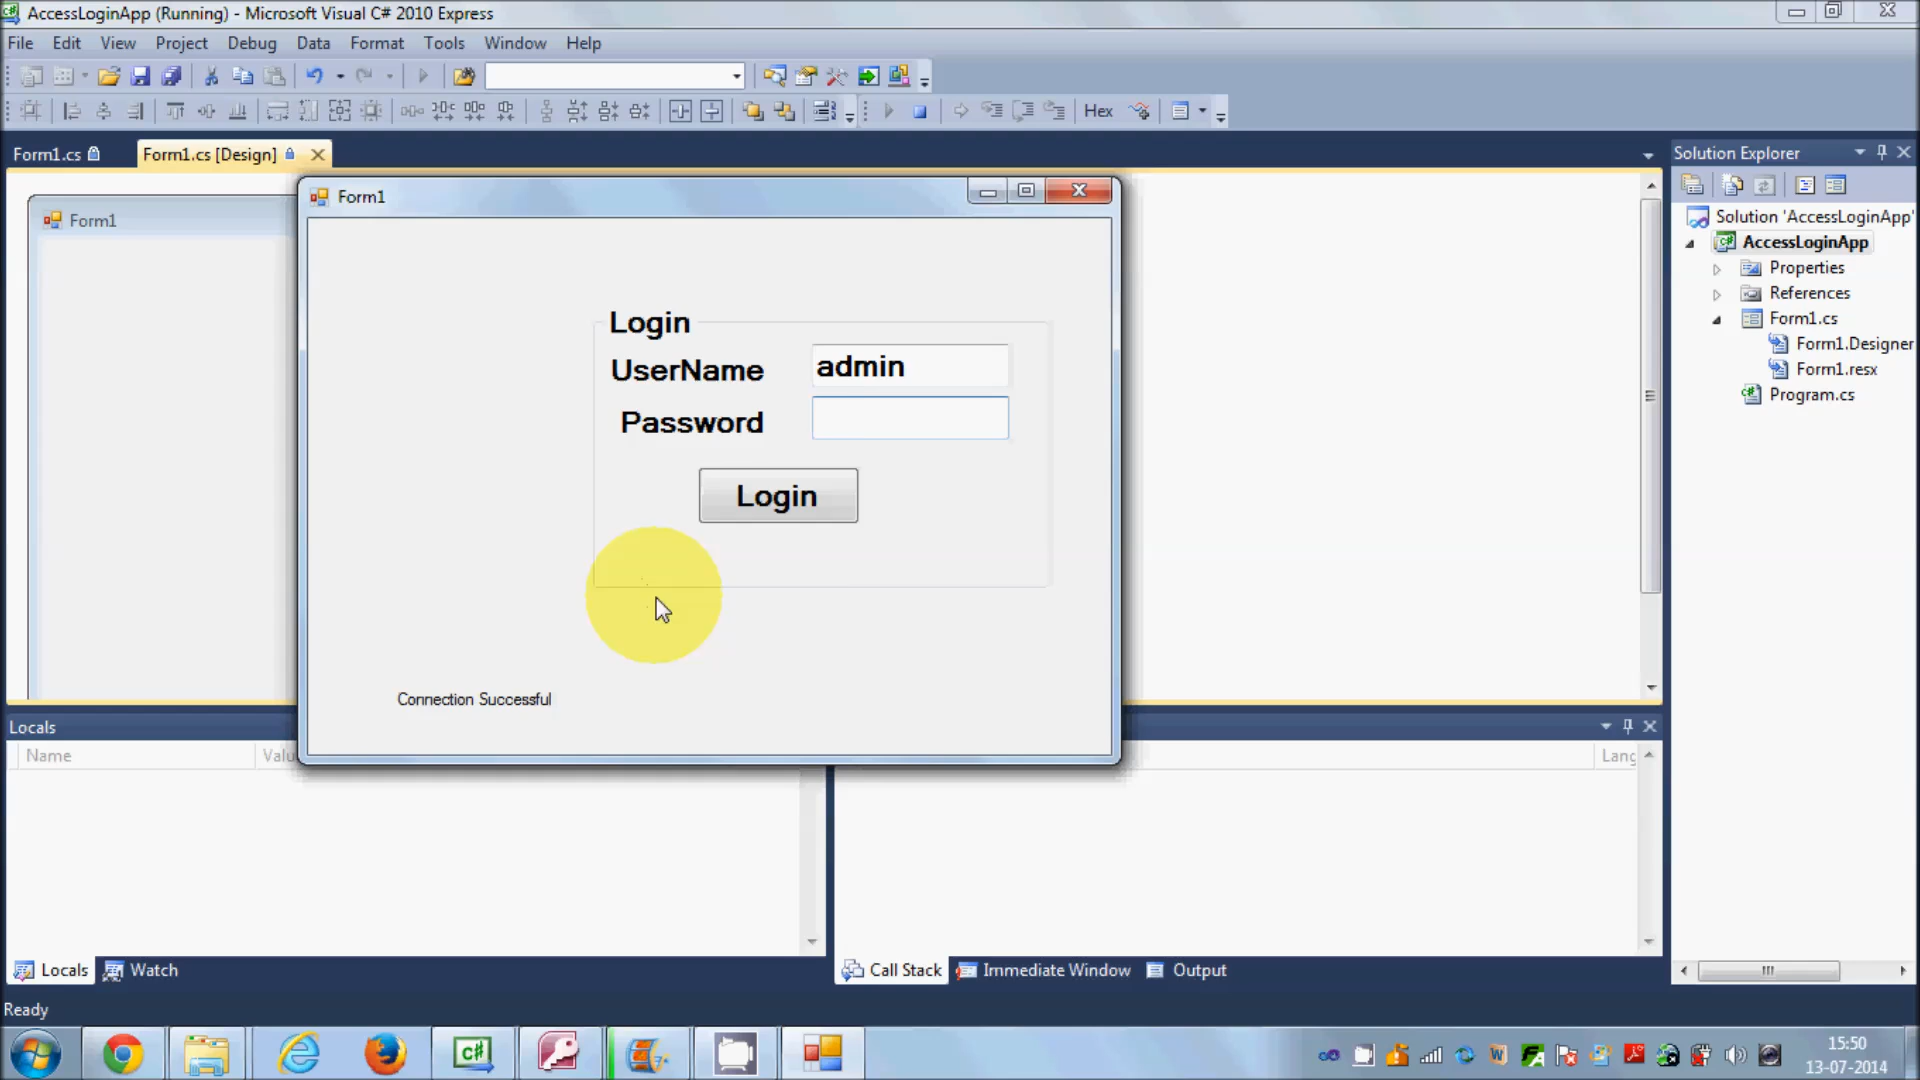 AccessLoginApp (Running) - Microsoft Visual C# 2010 Express
File Edit View Project Debug Data Format Tools Window Help
Hex
Form1.cs Form1.cs [Design]
Solution Explorer
Form1
Form1
Solution 'AccessLoginApp'
AccessLoginApp
Properties
References
Form1.cs
Form1.Designer
Form1.resx
Program.cs
Login
UserName admin
Password
Login
Connection Successful
Locals
Name Valu
Lang
Locals Watch
Call Stack Immediate Window Output
Ready
15:50
13-07-2014